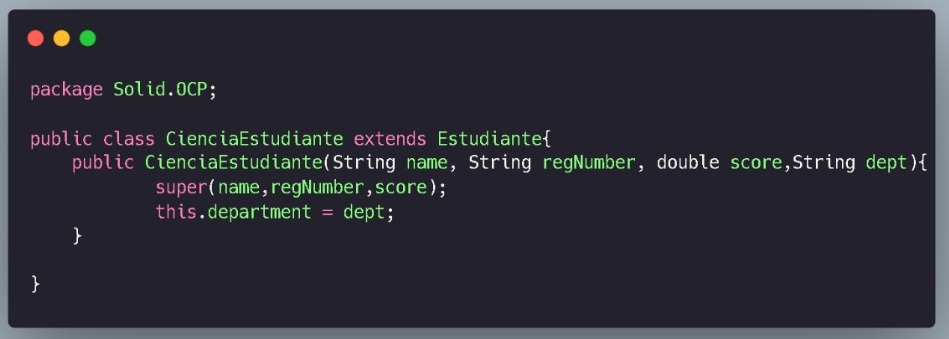 package Solid.OCP;
public class CienciaEstudiante extends Estudiante{
public CienciaEstudiante(String name, String regNumber, double score,String dept){
super(name,regNumber,score);
this.department = dept;
}
}